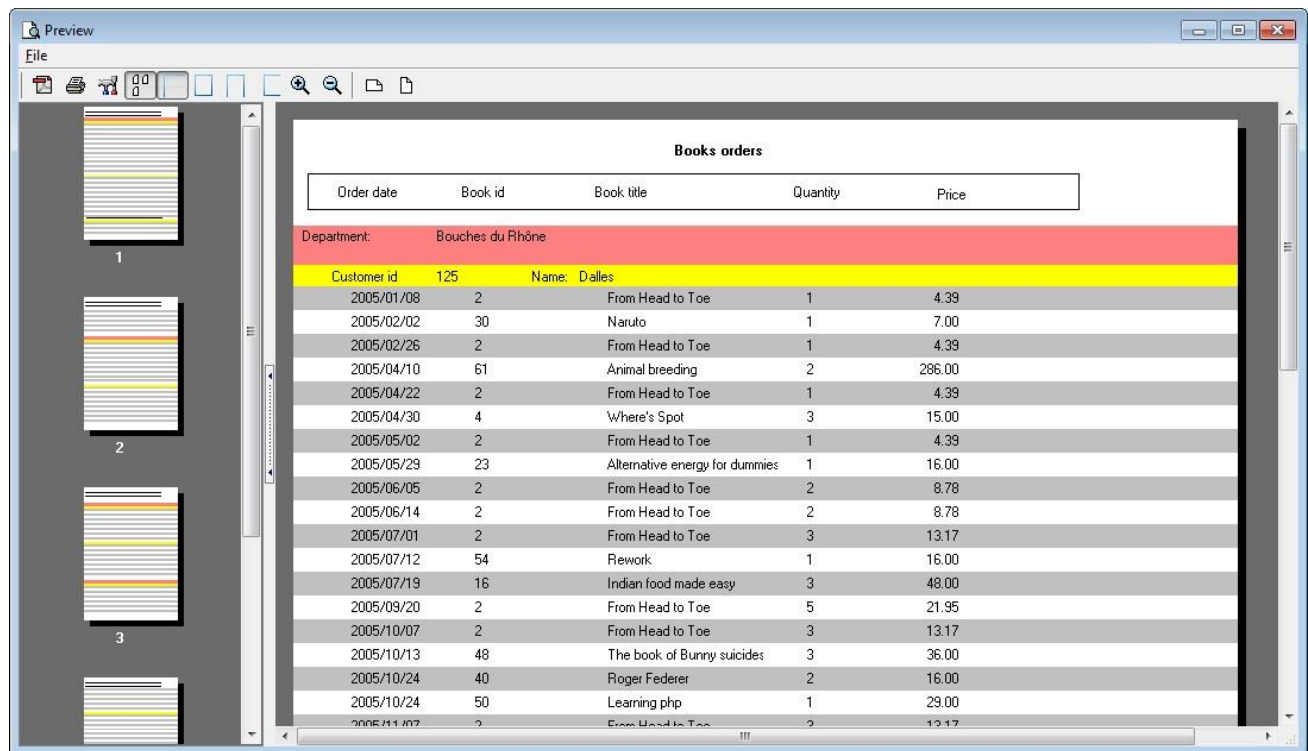 Preview
File
1
2
3
Books orders
Order date Book id Book title Quantity Price
Department: Bouches du Rhône
Customer id 125 Name: Dalles
2005/01/08 2 From Head to Toe 1 4.39
2005/02/02 30 Naruto 1 7.00
2005/02/26 2 From Head to Toe 1 4.39
2005/04/10 61 Animal breeding 2 286.00
2005/04/22 2 From Head to Toe 1 4.39
2005/04/30 4 Where's Spot 3 15.00
2005/05/02 2 From Head to Toe 1 4.39
2005/05/29 23 Alternative energy for dummies 1 16.00
2005/06/05 2 From Head to Toe 2 8.78
2005/06/14 2 From Head to Toe 2 8.78
2005/07/01 2 From Head to Toe 3 13.17
2005/07/12 54 Rework 1 16.00
2005/07/19 16 Indian food made easy 3 48.00
2005/09/20 2 From Head to Toe 5 21.95
2005/10/07 2 From Head to Toe 3 13.17
2005/10/13 48 The book of Bunny suicides 3 36.00
2005/10/24 40 Roger Federer 2 16.00
2005/10/24 50 Learning php 1 29.00
2005/11/07 2 From Head to Toe 3 13.17